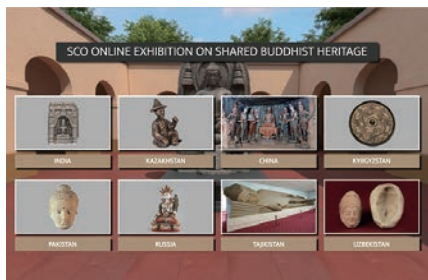 SCO ONLINE EXHIBITION ON SHARED BUDDHIST HERITAGE
INDIA
KAZAKHSTAN
CHINA
KYRGYZSTAN
PAKISTAN
RUSSIA
TAJIKISTAN
UZBEKISTAN